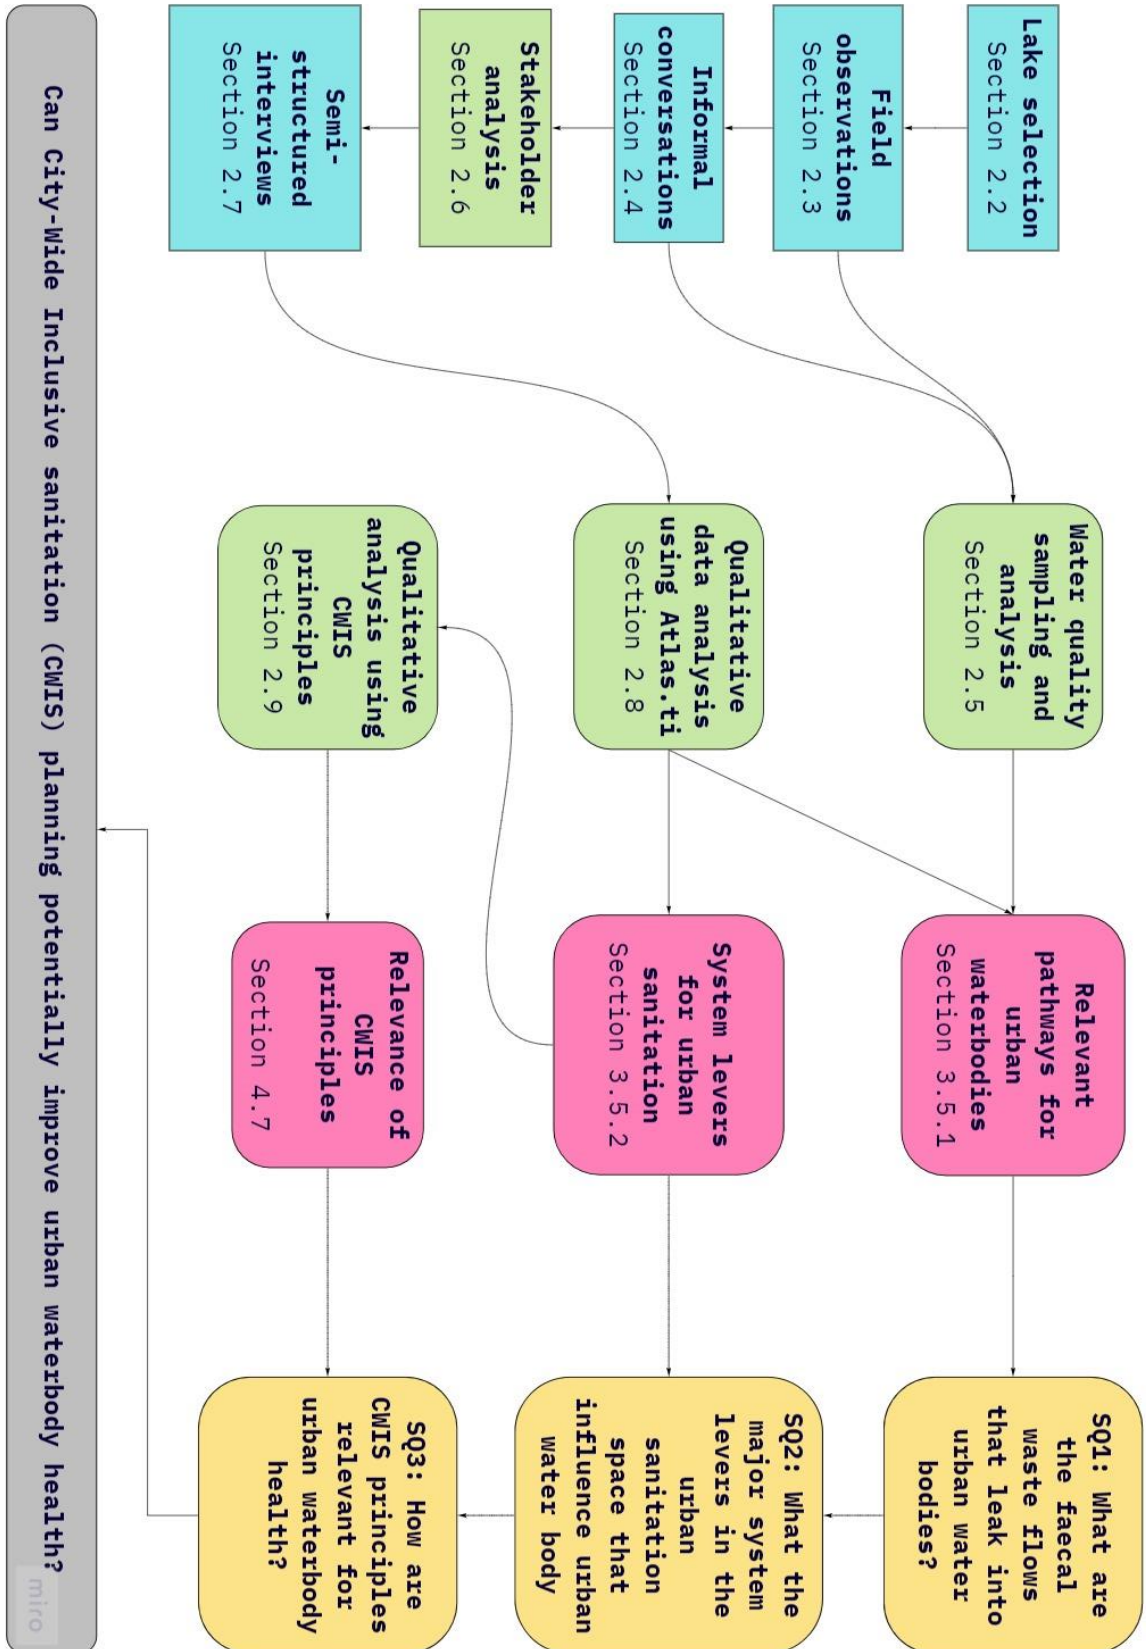 Lake selection
Section 2.2
Field
observations
Section 2.3
Informal
conversations
Section 2.4
Stakeholder
analysis
Section 2.6
Semi-
structured
interviews
Section 2.7
Water quality
sampling and
analysis
Section 2.5
Qualitative
data analysis
using Atlas.ti
Section 2.8
Qualitative
analysis using
CWIS
principles
Section 2.9
Relevant
pathways for
urban
waterbodies
Section 3.5.1
System levers
for urban
sanitation
Section 3.5.2
Relevance of
CWIS
principles
Section 4.7
SQ1: What are
the faecal
waste flows
that leak into
urban water
bodies?
SQ2: What the
major system
levers in the
urban
sanitation
space that
influence urban
water body
SQ3: How are
CWIS principles
relevant for
urban waterbody
health?
Can City-Wide Inclusive sanitation (CWIS) planning potentially improve urban waterbody health?
miro